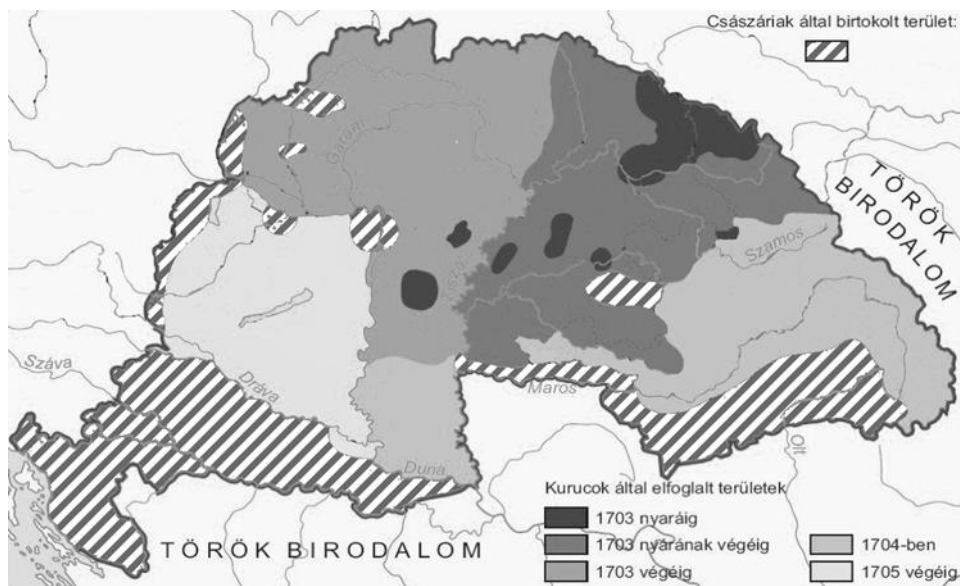 Császáriak által birtokolt terület:
TÖRÖK
BIRODALOM
Garam
Tisza
Szamos
Száva
Dráva
Maros
Olt
Duna
TÖRÖK BIRODALOM
Kurucok által elfoglalt területek
1703 nyaráig
1703 nyarának végéig
1703 végéig
1704-ben
1705 végéig